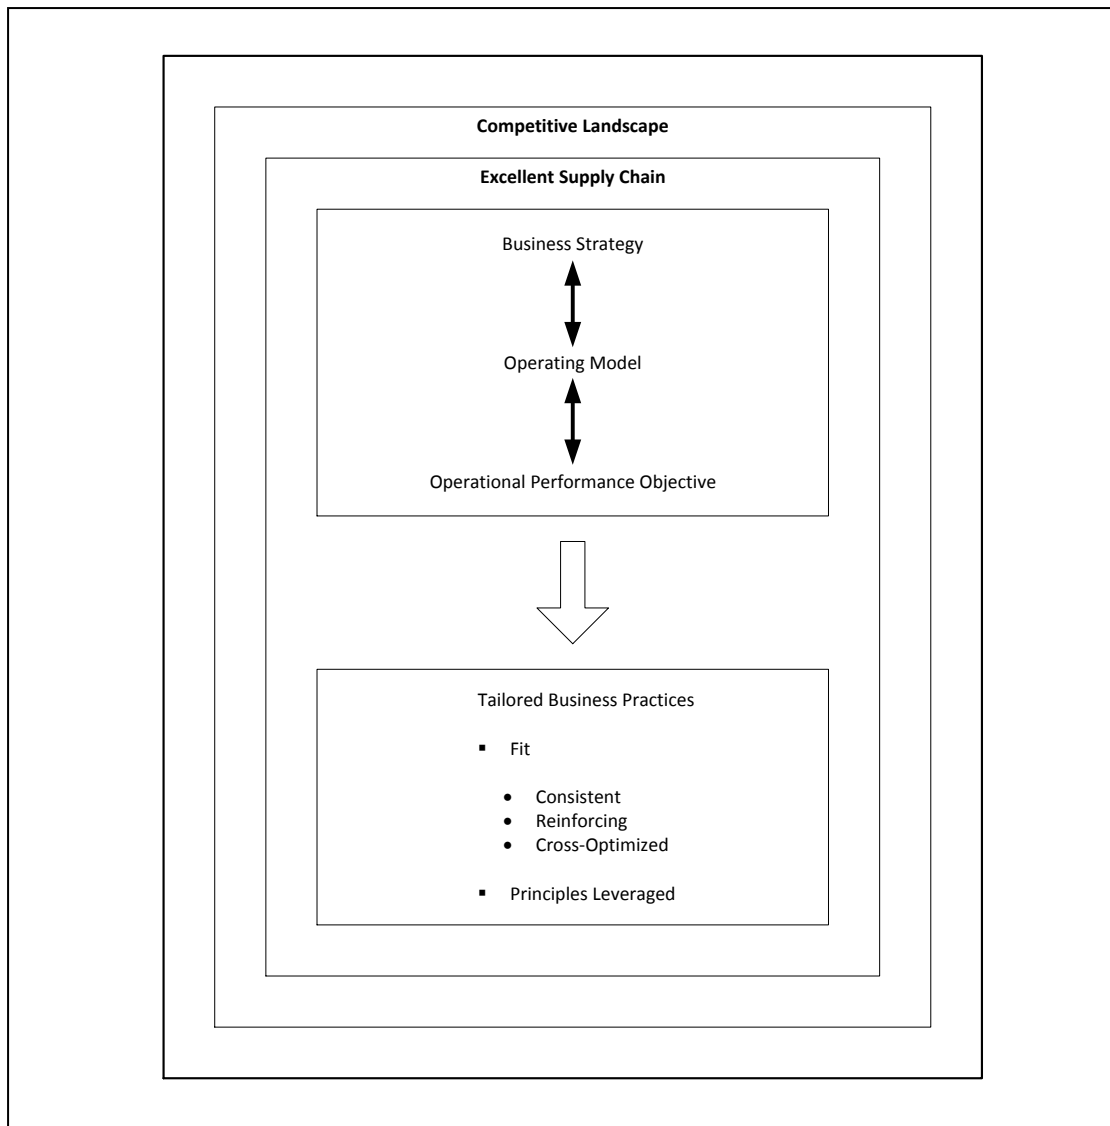 Competitive Landscape
Excellent Supply Chain
Business Strategy
Operating Model
Operational Performance Objective
Tailored Business Practices
▪ Fit
• Consistent
• Reinforcing
• Cross-Optimized
▪ Principles Leveraged